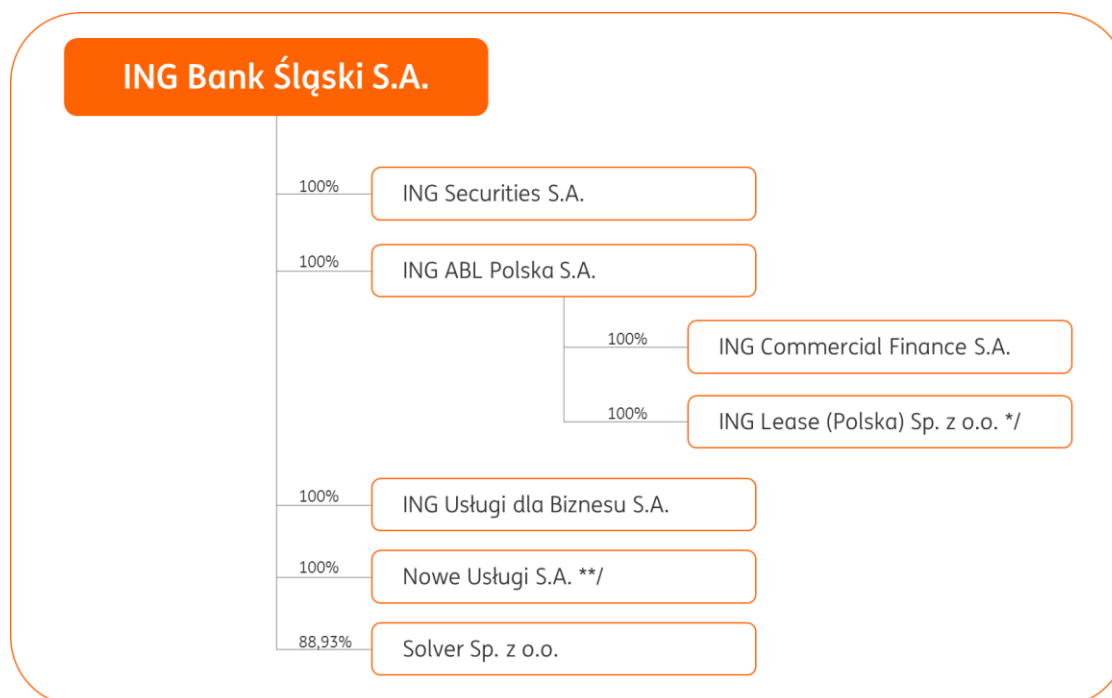 ING Bank Śląski S.A.
100%
ING Securities S.A.
100%
ING ABL Polska S.A.
100%
ING Commercial Finance S.A.
100%
ING Lease (Polska) Sp. z o.o. */
100%
ING Usługi dla Biznesu S.A.
100%
Nowe Usługi S.A. **/
88,93%
Solver Sp. z o.o.